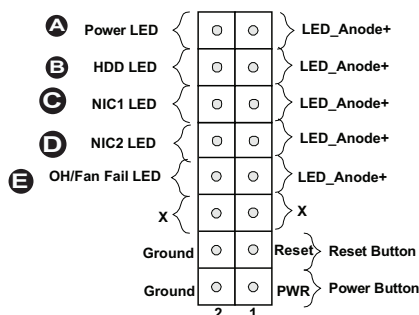 A Power LED LED_Anode+
B HDD LED LED_Anode+
C NIC1 LED LED_Anode+
D NIC2 LED LED_Anode+
E OH/Fan Fail LED LED_Anode+
X X
Ground Reset Reset Button
Ground PWR Power Button
2 1